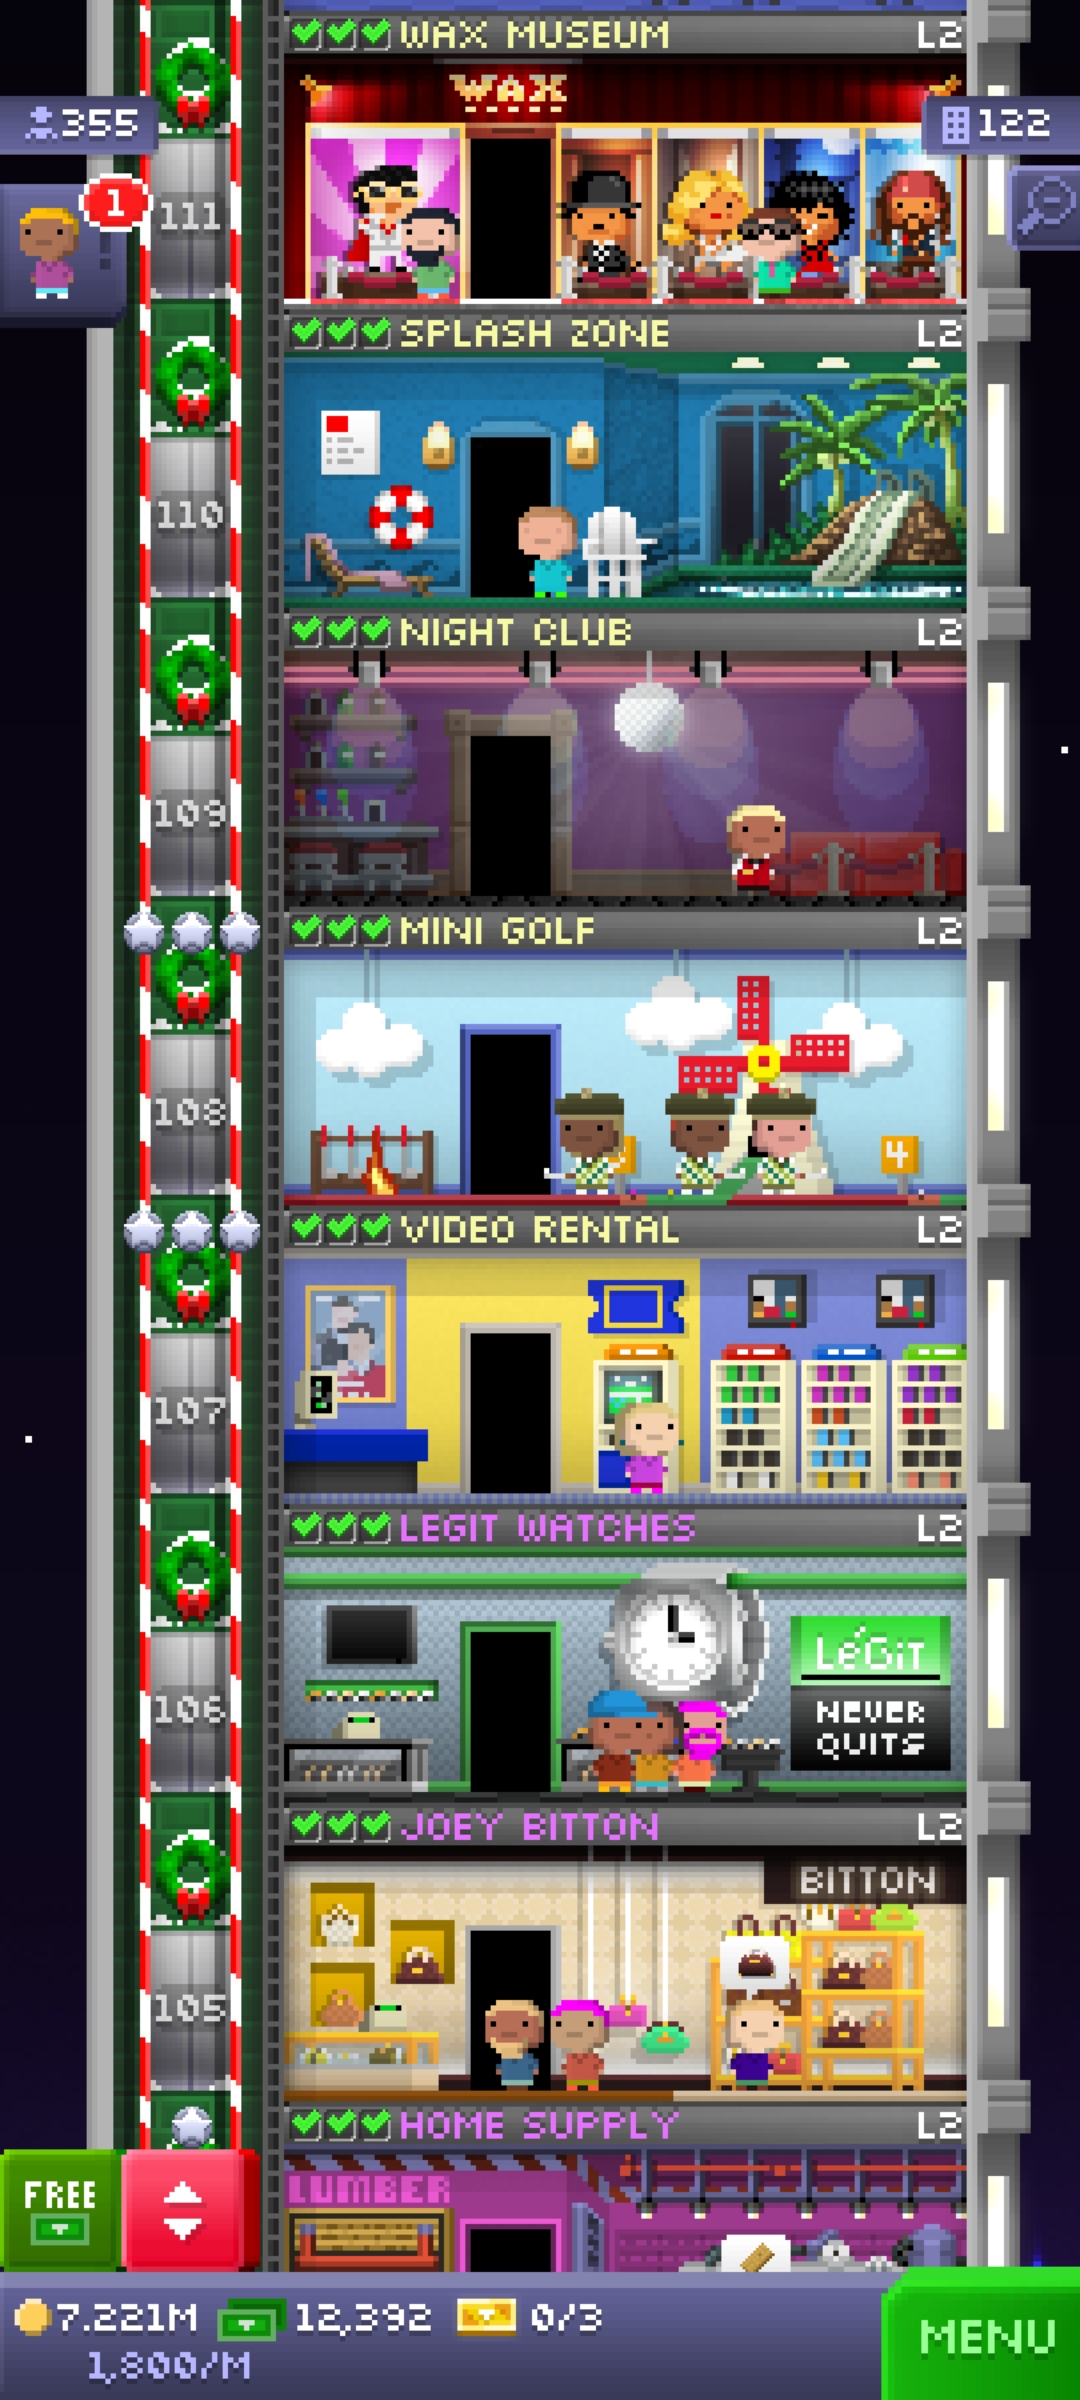 WAX MUSEUM L2
WAX
355
122
1
111
SPLASH ZONE L2
110
NIGHT CLUB L2
109
MINI GOLF L2
108
4
VIDEO RENTAL L2
107
LEGIT WATCHES L2
LéGiT
NEVER
QUITS
106
JOEY BITTON L2
BITTON
105
HOME SUPPLY L2
LUMBER
FREE
7.221M 12,392 0/3
1,800/M
MENU